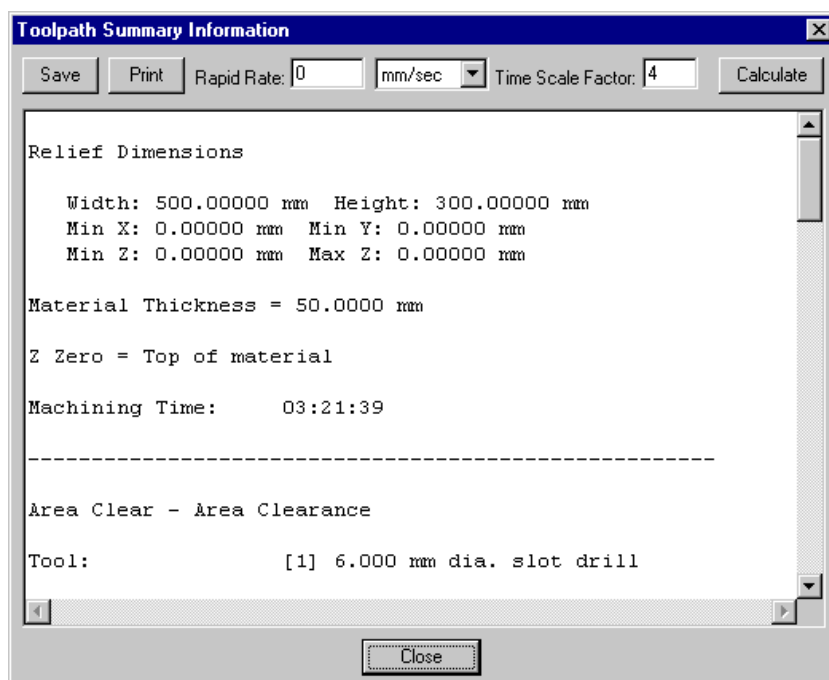 Toolpath Summary Information
Save Print Rapid Rate: 0 mm/sec Time Scale Factor: 4 Calculate
Relief Dimensions
Width: 500.00000 mm Height: 300.00000 mm
Min X: 0.00000 mm Min Y: 0.00000 mm
Min Z: 0.00000 mm Max Z: 0.00000 mm
Material Thickness = 50.0000 mm
Z Zero = Top of material
Machining Time: 03:21:39
------------------------------------------------------
Area Clear - Area Clearance
Tool: [1] 6.000 mm dia. slot drill
Close